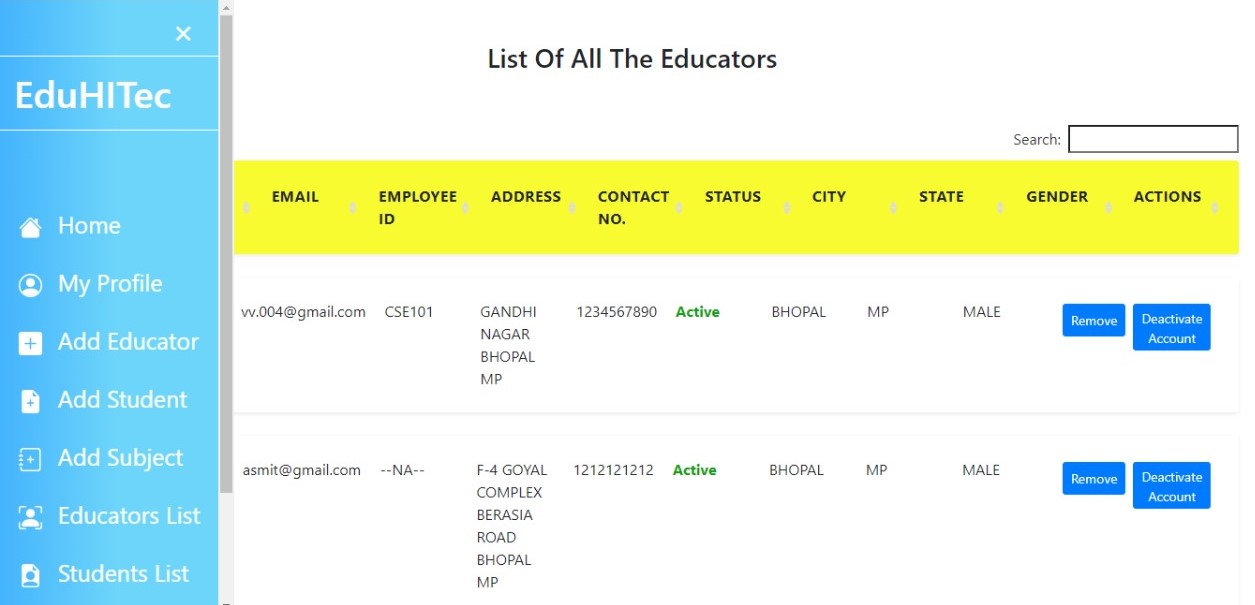 ×
EduHITec
Home
My Profile
Add Educator
Add Student
Add Subject
Educators List
Students List
List Of All The Educators
Search:
EMAIL EMPLOYEE ID ADDRESS CONTACT NO. STATUS CITY STATE GENDER ACTIONS
vv.004@gmail.com CSE101 GANDHI 1234567890 Active BHOPAL MP MALE Remove Deactivate Account
NAGAR
BHOPAL
MP
asmit@gmail.com --NA-- F-4 GOYAL 1212121212 Active BHOPAL MP MALE Remove Deactivate Account
COMPLEX
BERASIA
ROAD
BHOPAL
MP